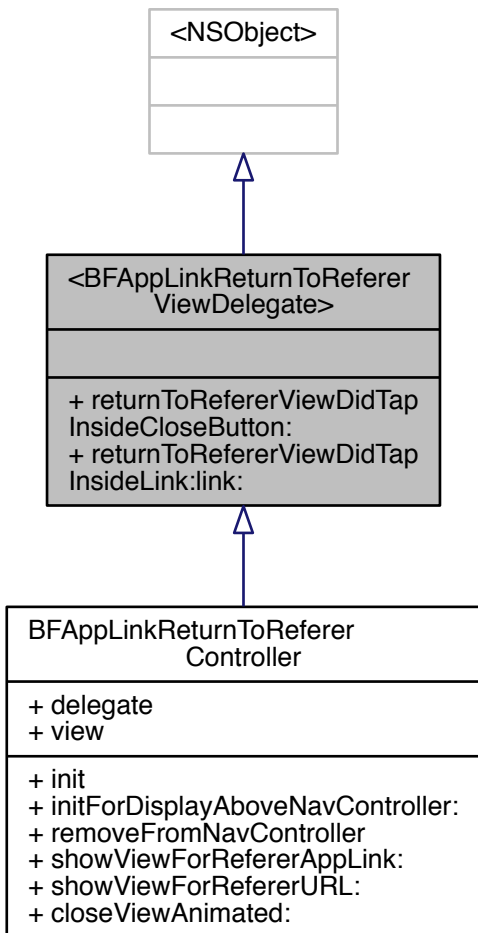 <NSObject>
<BFAppLinkReturnToReferer
ViewDelegate>
+ returnToRefererViewDidTap
InsideCloseButton:
+ returnToRefererViewDidTap
InsideLink:link:
BFAppLinkReturnToReferer
Controller
+ delegate
+ view
+ init
+ initForDisplayAboveNavController:
+ removeFromNavController
+ showViewForRefererAppLink:
+ showViewForRefererURL:
+ closeViewAnimated: